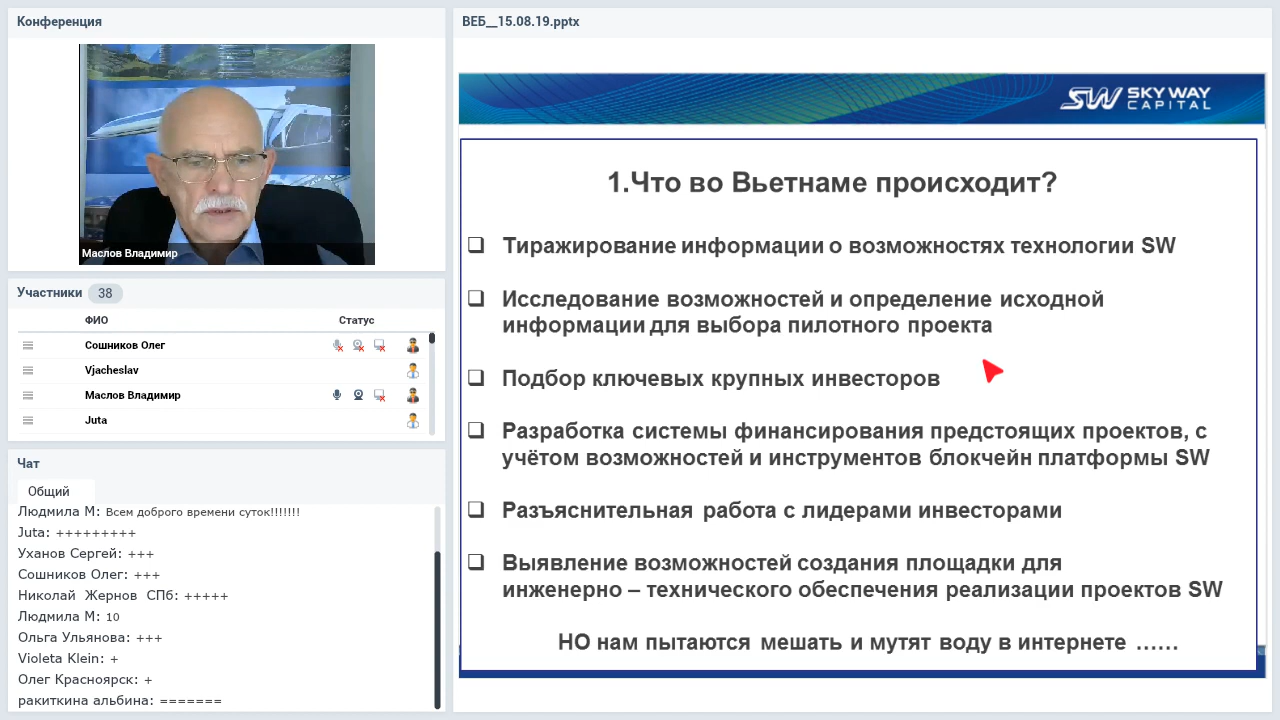 Конференция
Маслов Владимир
Участники 38
ФИО Статус
Сошников Олег
Vjacheslav
Маслов Владимир
Juta
Чат
Общий
Людмила М: Всем доброго времени суток!!!!!!!
Juta: +++++++++
Уханов Сергей: +++
Сошников Олег: +++
Николай Жернов СПб: +++++
Людмила М: 10
Ольга Ульянова: +++
Violeta Klein: +
Олег Красноярск: +
ракиткина альбина: =======
ВЕБ__15.08.19.pptx
SW SKY WAY
CAPITAL
1.Что во Вьетнаме происходит?
❑ Тиражирование информации о возможностях технологии SW
❑ Исследование возможностей и определение исходной
информации для выбора пилотного проекта
❑ Подбор ключевых крупных инвесторов
❑ Разработка системы финансирования предстоящих проектов, с
учётом возможностей и инструментов блокчейн платформы SW
❑ Разъяснительная работа с лидерами инвесторами
❑ Выявление возможностей создания площадки для
инженерно – технического обеспечения реализации проектов SW
НО нам пытаются мешать и мутят воду в интернете ……